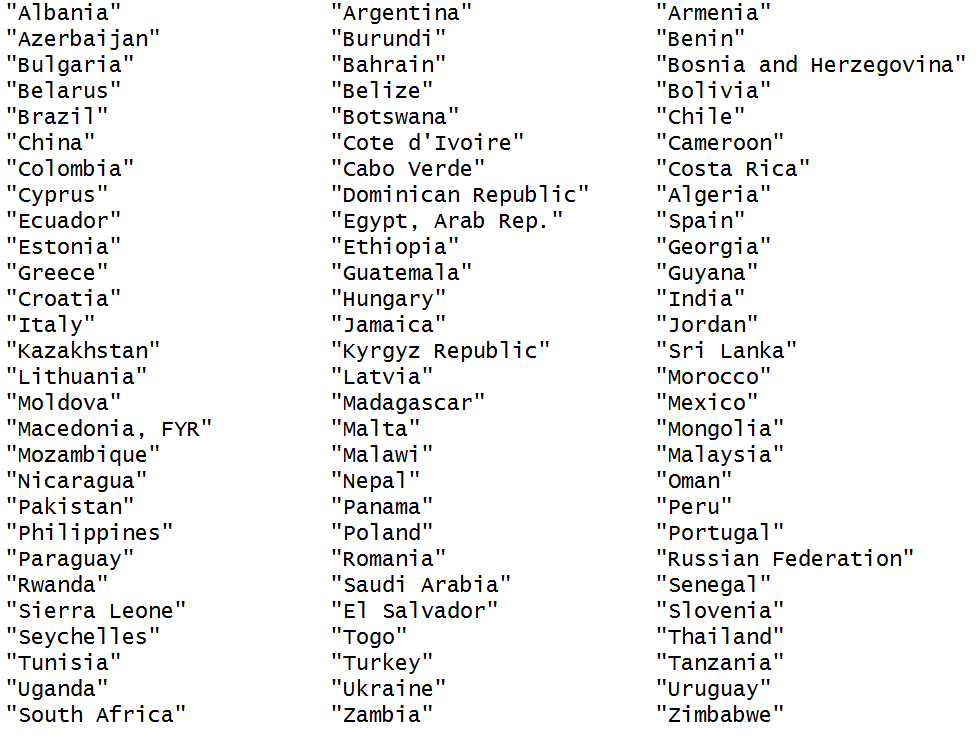 "Albania" "Argentina" "Armenia"
"Azerbaijan" "Burundi" "Benin"
"Bulgaria" "Bahrain" "Bosnia and Herzegovina"
"Belarus" "Belize" "Bolivia"
"Brazil" "Botswana" "Chile"
"China" "Cote d'Ivoire" "Cameroon"
"Colombia" "Cabo Verde" "Costa Rica"
"Cyprus" "Dominican Republic" "Algeria"
"Ecuador" "Egypt, Arab Rep." "Spain"
"Estonia" "Ethiopia" "Georgia"
"Greece" "Guatemala" "Guyana"
"Croatia" "Hungary" "India"
"Italy" "Jamaica" "Jordan"
"Kazakhstan" "Kyrgyz Republic" "Sri Lanka"
"Lithuania" "Latvia" "Morocco"
"Moldova" "Madagascar" "Mexico"
"Macedonia, FYR" "Malta" "Mongolia"
"Mozambique" "Malawi" "Malaysia"
"Nicaragua" "Nepal" "Oman"
"Pakistan" "Panama" "Peru"
"Philippines" "Poland" "Portugal"
"Paraguay" "Romania" "Russian Federation"
"Rwanda" "Saudi Arabia" "Senegal"
"Sierra Leone" "El Salvador" "Slovenia"
"Seychelles" "Togo" "Thailand"
"Tunisia" "Turkey" "Tanzania"
"Uganda" "Ukraine" "Uruguay"
"South Africa" "Zambia" "Zimbabwe"